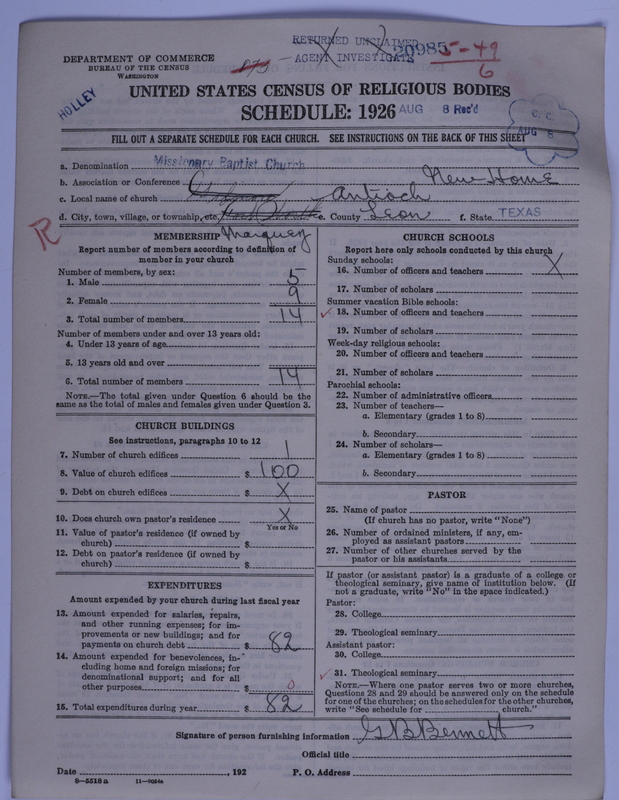 RETURNED UNCLAIMED
AGENT INVESTIGATE
20985
5-49
6
DEPARTMENT OF COMMERCE
BUREAU OF THE CENSUS
WASHINGTON
HOLLEY
UNITED STATES CENSUS OF RELIGIOUS BODIES
SCHEDULE: 1926
AUG 8 Rec'd
C. C.
AUG 8
FILL OUT A SEPARATE SCHEDULE FOR EACH CHURCH. SEE INSTRUCTIONS ON THE BACK OF THIS SHEET
a. Denomination Missionary Baptist Church
b. Association or Conference New Home
c. Local name of church Antioch
d. City, town, village, or township, etc. e. County Leon f. State TEXAS
Marquez
R
MEMBERSHIP
Report number of members according to definition of
member in your church
Number of members, by sex:
1. Male 5
2. Female 9
3. Total number of members 14
Number of members under and over 13 years old:
4. Under 13 years of age
5. 13 years old and over
6. Total number of members 14
NOTE.—The total given under Question 6 should be the
same as the total of males and females given under Question 3.
CHURCH BUILDINGS
See instructions, paragraphs 10 to 12
7. Number of church edifices 1
8. Value of church edifices $ 100
9. Debt on church edifices X
10. Does church own pastor's residence X
Yes or No
11. Value of pastor's residence (if owned by
church) $
12. Debt on pastor's residence (if owned by
church) $
EXPENDITURES
Amount expended by your church during last fiscal year
13. Amount expended for salaries, repairs,
and other running expenses; for im-
provements or new buildings; and for
payments on church debt $ 82
14. Amount expended for benevolences, in-
cluding home and foreign missions; for
denominational support; and for all
other purposes $ 0
15. Total expenditures during year $ 82
CHURCH SCHOOLS
Report here only schools conducted by this church
Sunday schools:
16. Number of officers and teachers X
17. Number of scholars
Summer vacation Bible schools:
18. Number of officers and teachers
19. Number of scholars
Week-day religious schools:
20. Number of officers and teachers
21. Number of scholars
Parochial schools:
22. Number of administrative officers
23. Number of teachers—
a. Elementary (grades 1 to 8)
b. Secondary
24. Number of scholars—
a. Elementary (grades 1 to 8)
b. Secondary
PASTOR
25. Name of pastor
(If church has no pastor, write "None")
26. Number of ordained ministers, if any, em-
ployed as assistant pastors
27. Number of other churches served by the
pastor or his assistants
If pastor (or assistant pastor) is a graduate of a college or
theological seminary, give name of institution below. (If
not a graduate, write "No" in the space indicated.)
Pastor:
28. College
29. Theological seminary
Assistant pastor:
30. College
31. Theological seminary
NOTE.—Where one pastor serves two or more churches,
Questions 28 and 29 should be answered only on the schedule
for one of the churches; on the schedules for the other churches,
write "See schedule for church."
Signature of person furnishing information G B Bennett
Official title
Date , 192 P. O. Address
8—5518a 11—9054a